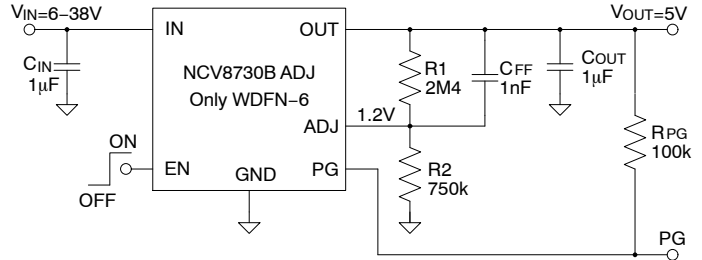 VIN=6–38V
VOUT=5V
IN
OUT
CIN
1μF
NCV8730B ADJ
Only WDFN–6
R1
2M4
CFF
1nF
COUT
1μF
1.2V
ADJ
RPG
100k
ON
OFF
EN
GND
PG
R2
750k
PG